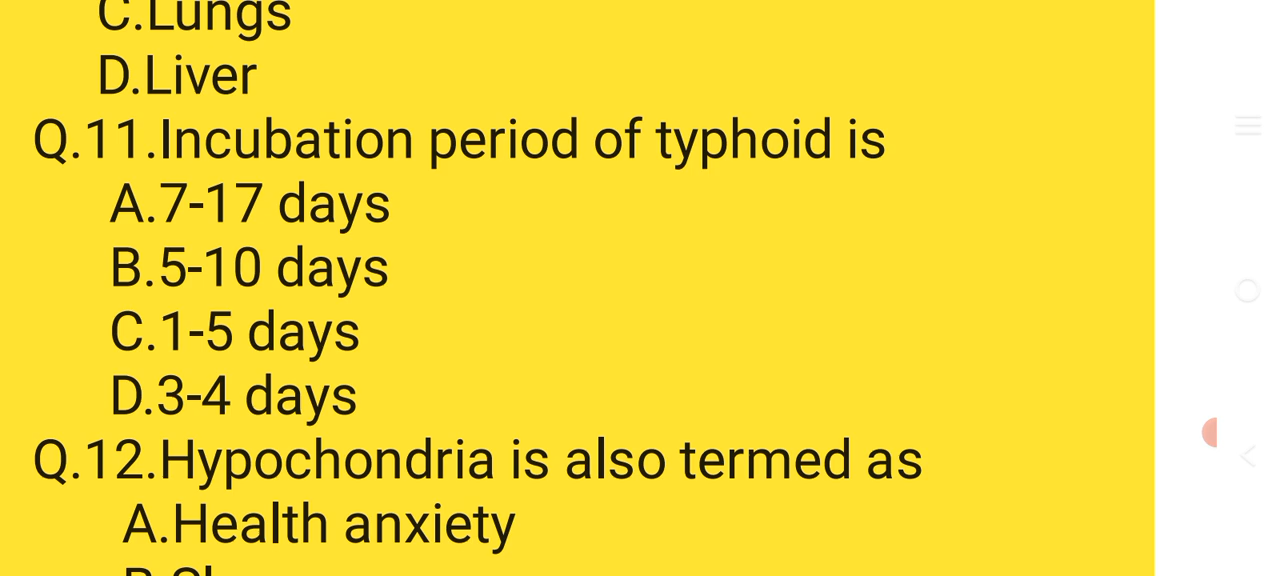 C.Lungs
D.Liver
Q.11.Incubation period of typhoid is
A.7-17 days
B.5-10 days
C.1-5 days
D.3-4 days
Q.12.Hypochondria is also termed as
A.Health anxiety